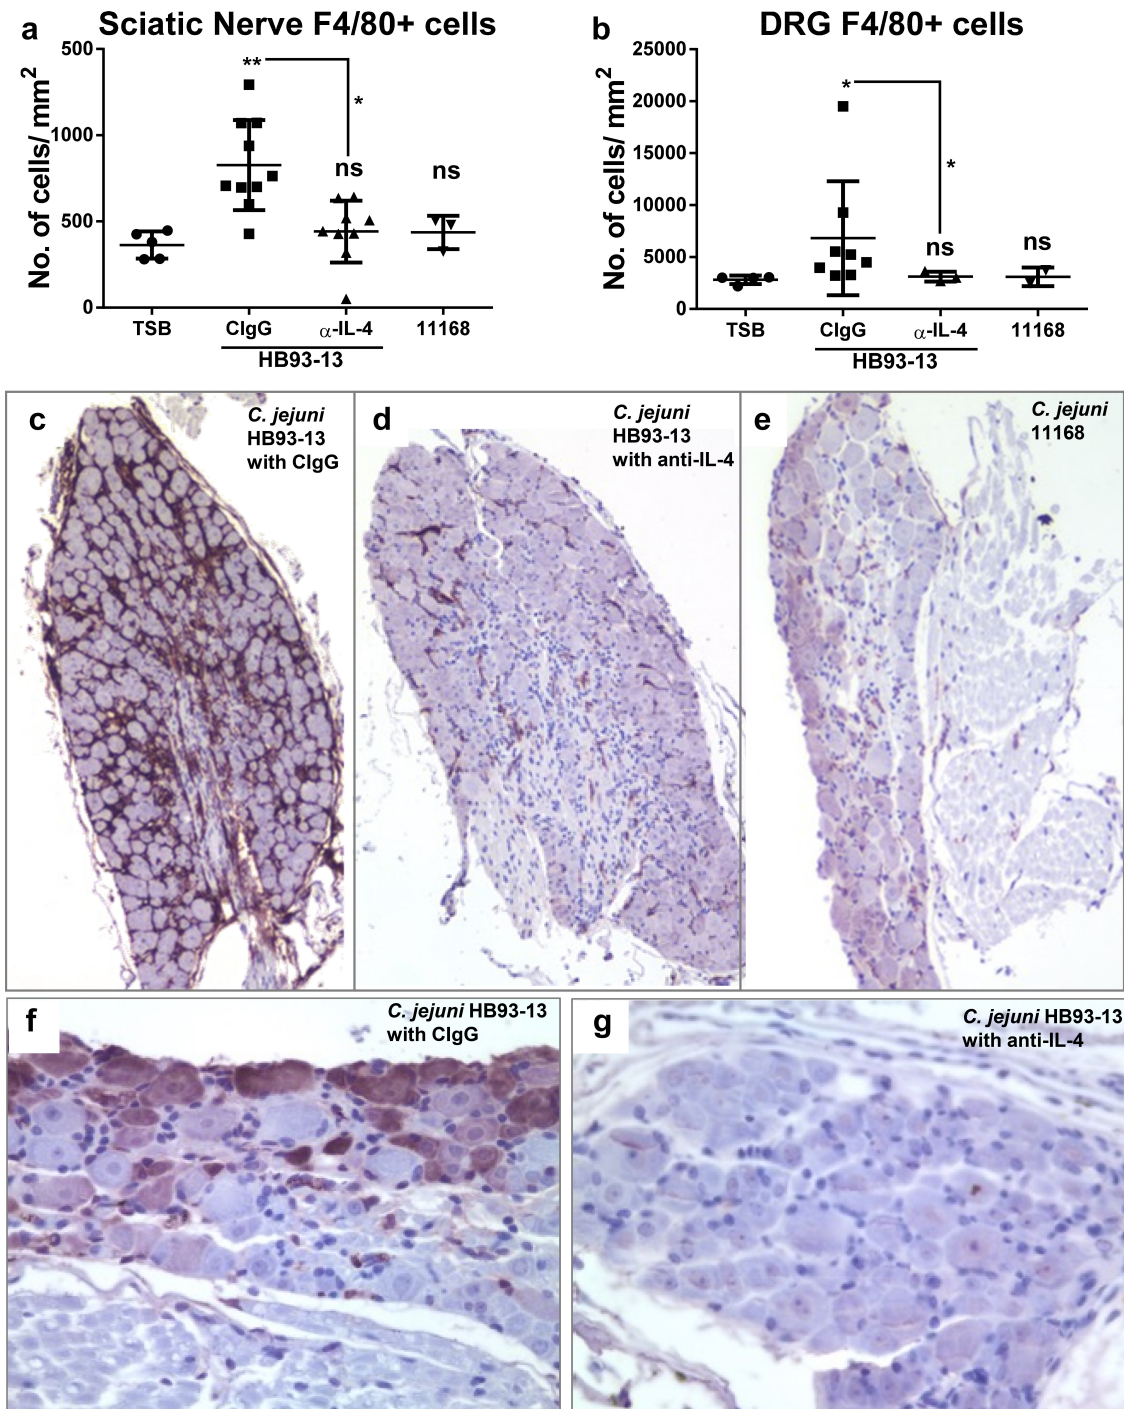 a
Sciatic Nerve F4/80+ cells
No. of cells/ mm²
500
1000
500
0
**
*
ns
ns
TSB
CIgG
α-IL-4
11168
HB93-13
b
DRG F4/80+ cells
No. of cells/ mm²
25000
20000
15000
10000
5000
0
*
*
ns
ns
TSB
CIgG
α-IL-4
11168
HB93-13
c
C. jejuni
HB93-13
with CIgG
d
C. jejuni
HB93-13
with anti-IL-4
e
C. jejuni
11168
f
C. jejuni HB93-13
with CIgG
g
C. jejuni HB93-13
with anti-IL-4